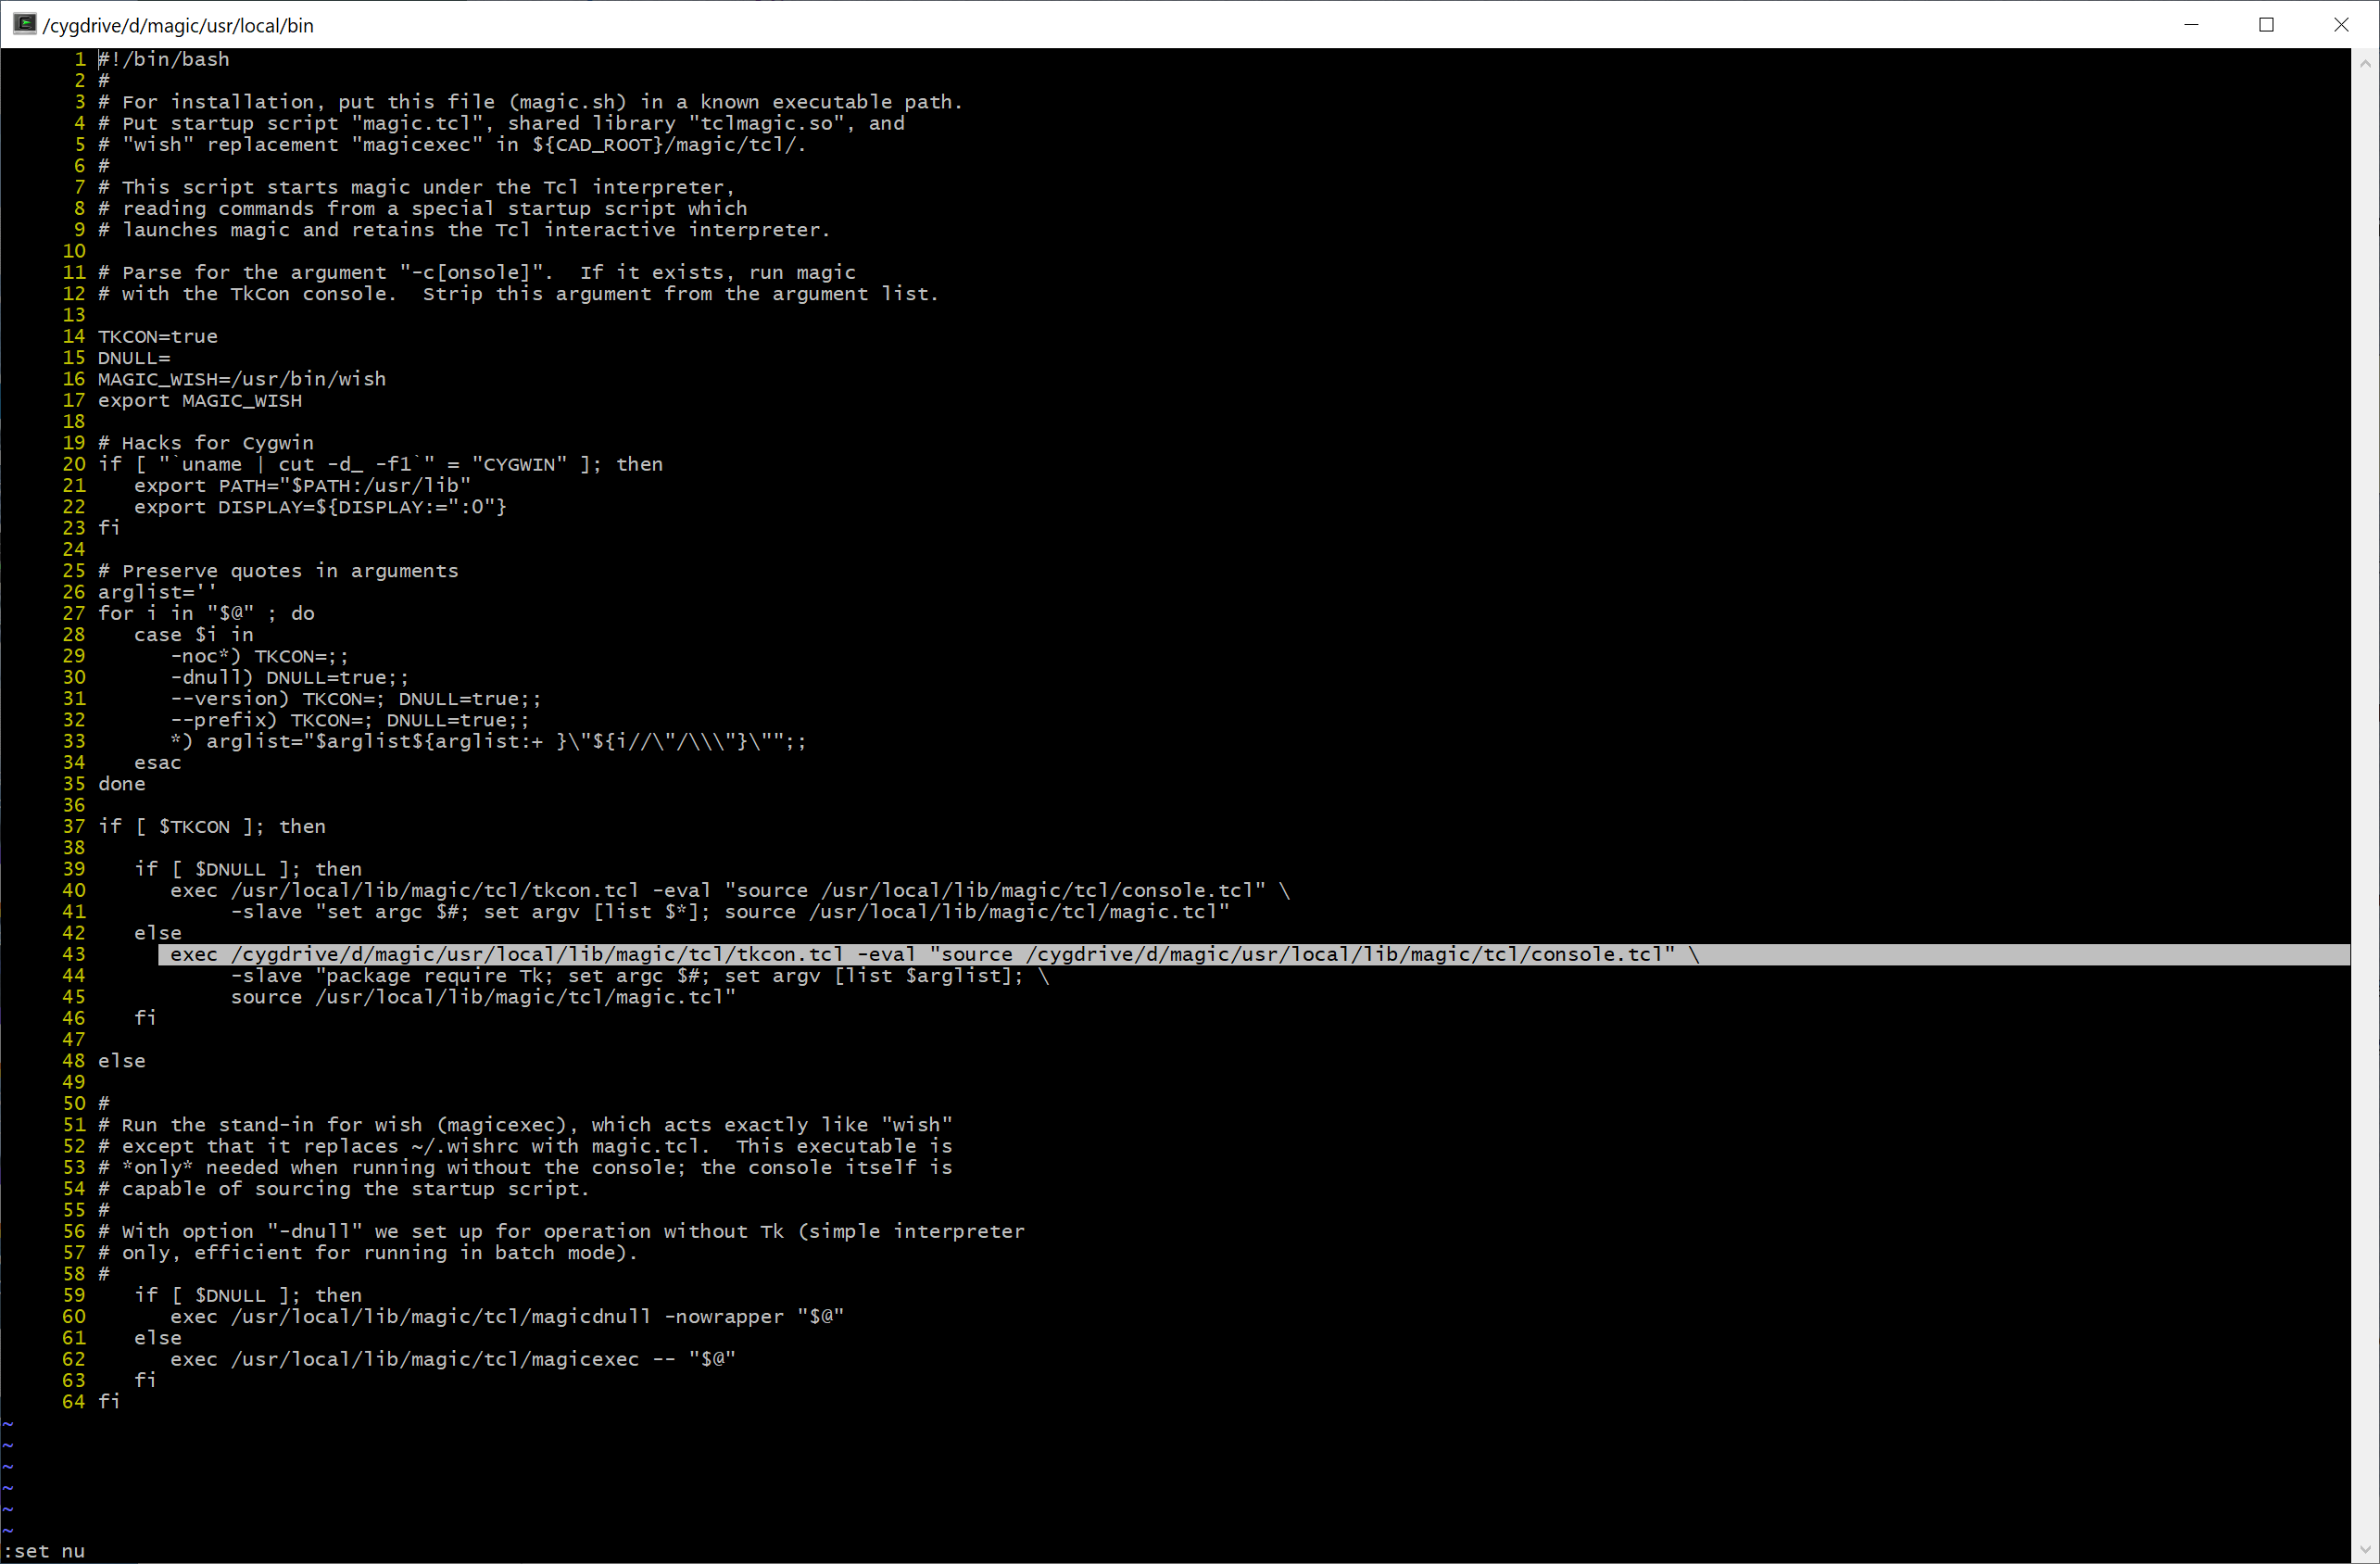 /cygdrive/d/magic/usr/local/bin
1 #!/bin/bash
2 #
3 # For installation, put this file (magic.sh) in a known executable path.
4 # Put startup script "magic.tcl", shared library "tclmagic.so", and
5 # "wish" replacement "magicexec" in ${CAD_ROOT}/magic/tcl/.
6 #
7 # This script starts magic under the Tcl interpreter,
8 # reading commands from a special startup script which
9 # launches magic and retains the Tcl interactive interpreter.
10
11 # Parse for the argument "-c[onsole]".  If it exists, run magic
12 # with the TkCon console.  Strip this argument from the argument list.
13
14 TKCON=true
15 DNULL=
16 MAGIC_WISH=/usr/bin/wish
17 export MAGIC_WISH
18
19 # Hacks for Cygwin
20 if [ "`uname | cut -d_ -f1`" = "CYGWIN" ]; then
21    export PATH="$PATH:/usr/lib"
22    export DISPLAY=${DISPLAY:=":0"}
23 fi
24
25 # Preserve quotes in arguments
26 arglist=''
27 for i in "$@" ; do
28    case $i in
29       -noc*) TKCON=;;
30       -dnull) DNULL=true;;
31       --version) TKCON=; DNULL=true;;
32       --prefix) TKCON=; DNULL=true;;
33       *) arglist="$arglist${arglist:+ }\"${i//\"/\\\"}\"";;
34    esac
35 done
36
37 if [ $TKCON ]; then
38
39    if [ $DNULL ]; then
40       exec /usr/local/lib/magic/tcl/tkcon.tcl -eval "source /usr/local/lib/magic/tcl/console.tcl" \
41            -slave "set argc $#; set argv [list $*]; source /usr/local/lib/magic/tcl/magic.tcl"
42    else
43       exec /cygdrive/d/magic/usr/local/lib/magic/tcl/tkcon.tcl -eval "source /cygdrive/d/magic/usr/local/lib/magic/tcl/console.tcl" \
44            -slave "package require Tk; set argc $#; set argv [list $arglist]; \
45            source /usr/local/lib/magic/tcl/magic.tcl"
46    fi
47
48 else
49
50 #
51 # Run the stand-in for wish (magicexec), which acts exactly like "wish"
52 # except that it replaces ~/.wishrc with magic.tcl.  This executable is
53 # *only* needed when running without the console; the console itself is
54 # capable of sourcing the startup script.
55 #
56 # With option "-dnull" we set up for operation without Tk (simple interpreter
57 # only, efficient for running in batch mode).
58 #
59    if [ $DNULL ]; then
60       exec /usr/local/lib/magic/tcl/magicdnull -nowrapper "$@"
61    else
62       exec /usr/local/lib/magic/tcl/magicexec -- "$@"
63    fi
64 fi
~
~
~
~
~
~
:set nu